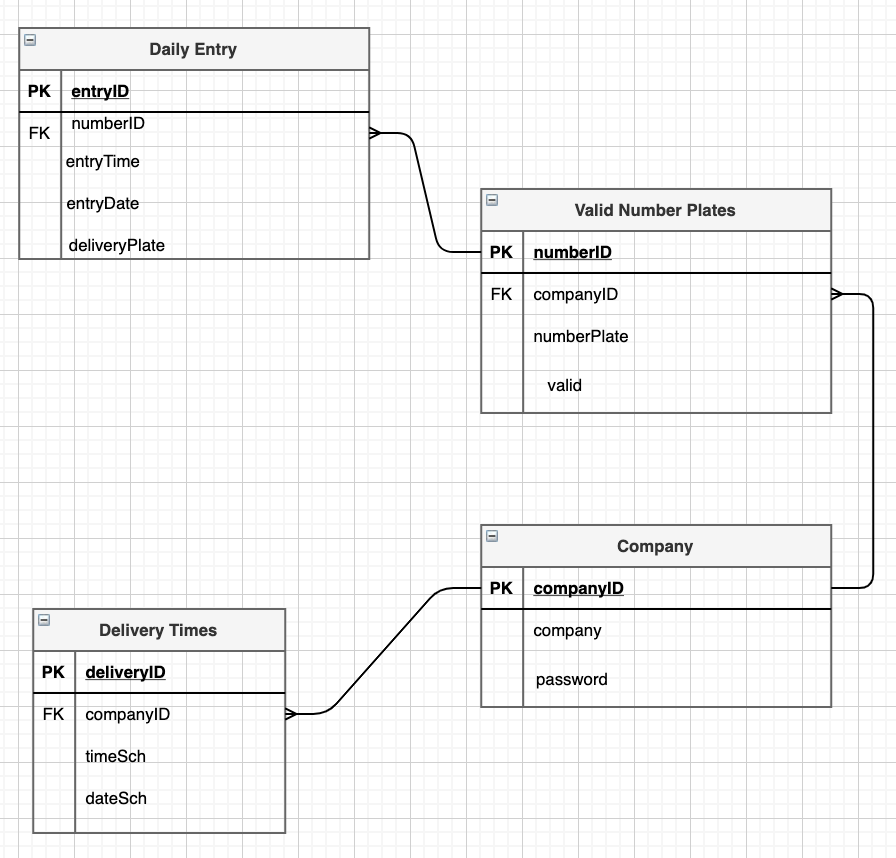 Daily Entry
PK entryID
FK numberID
entryTime
entryDate
deliveryPlate
Valid Number Plates
PK numberID
FK companyID
numberPlate
valid
Company
PK companyID
company
password
Delivery Times
PK deliveryID
FK companyID
timeSch
dateSch